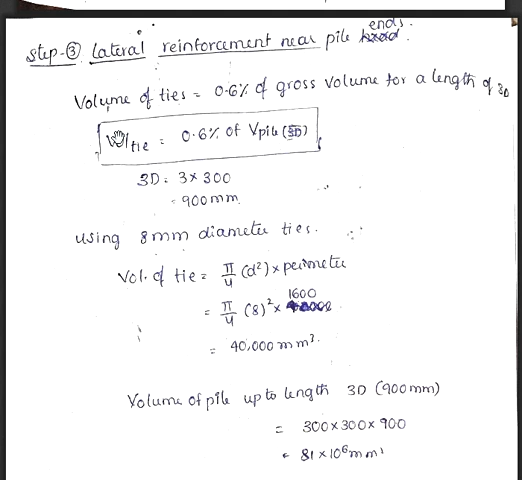 ends.
Step-③ Lateral reinforcement near pile
Volume of ties = 0.6% of gross volume for a length of 3D
Vol tie = 0.6% of Vpile (3D)
3D = 3 × 300
= 900mm.
using 8mm diameter ties.
Vol. of tie = π/4 (d²) × perimeter
= π/4 (8)² × 1600
= 40,000 mm³.
Volume of pile up to length 3D (900mm)
= 300 × 300 × 900
= 81 × 10⁶ mm³